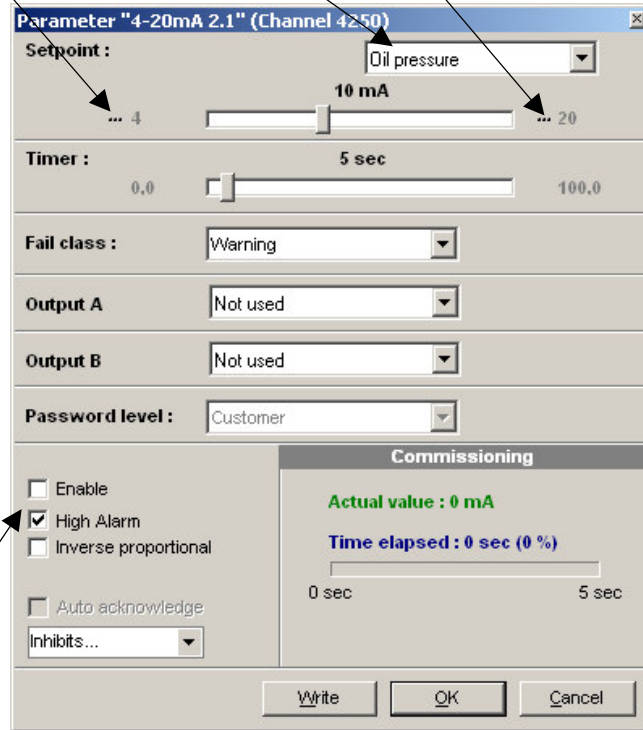 Parameter "4-20mA 2.1" (Channel 4250)
Setpoint :
Oil pressure
10 mA
... 4
... 20
Timer :
5 sec
0,0
100,0
Fail class :
Warning
Output A
Not used
Output B
Not used
Password level :
Customer
Enable
High Alarm
Inverse proportional
Auto acknowledge
Inhibits...
Commissioning
Actual value : 0 mA
Time elapsed : 0 sec (0 %)
0 sec
5 sec
Write
OK
Cancel